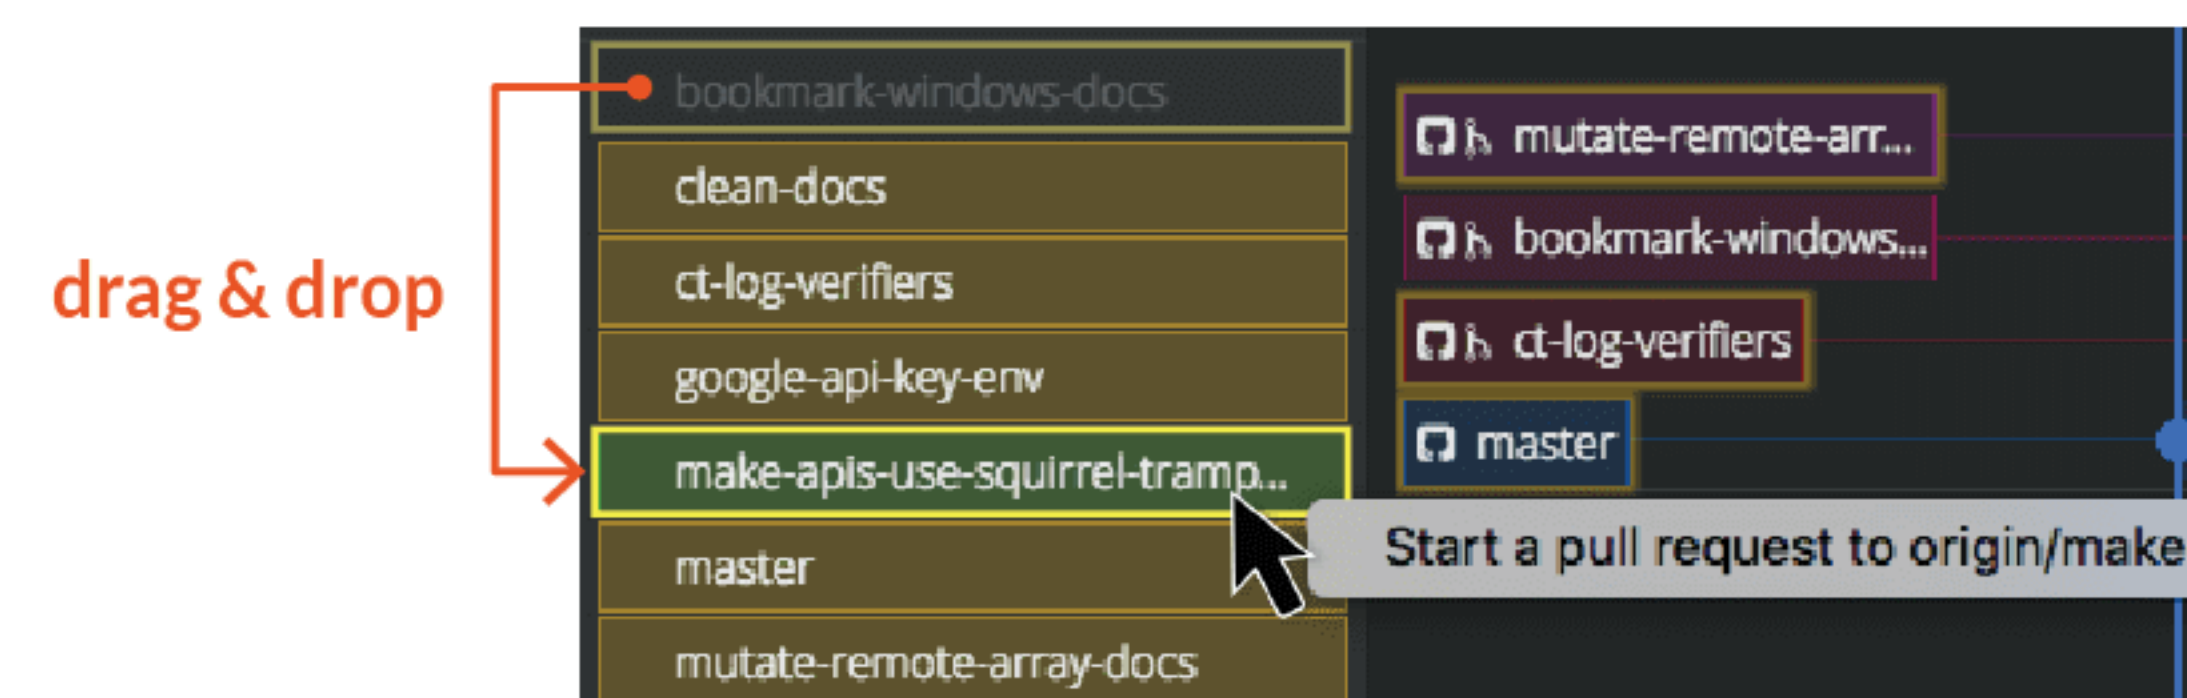 drag & drop
bookmark-windows-docs
clean-docs
ct-log-verifiers
google-api-key-env
make-apis-use-squirrel-tramp...
master
mutate-remote-array-docs
mutate-remote-arr...
bookmark-windows...
ct-log-verifiers
master
Start a pull request to origin/make